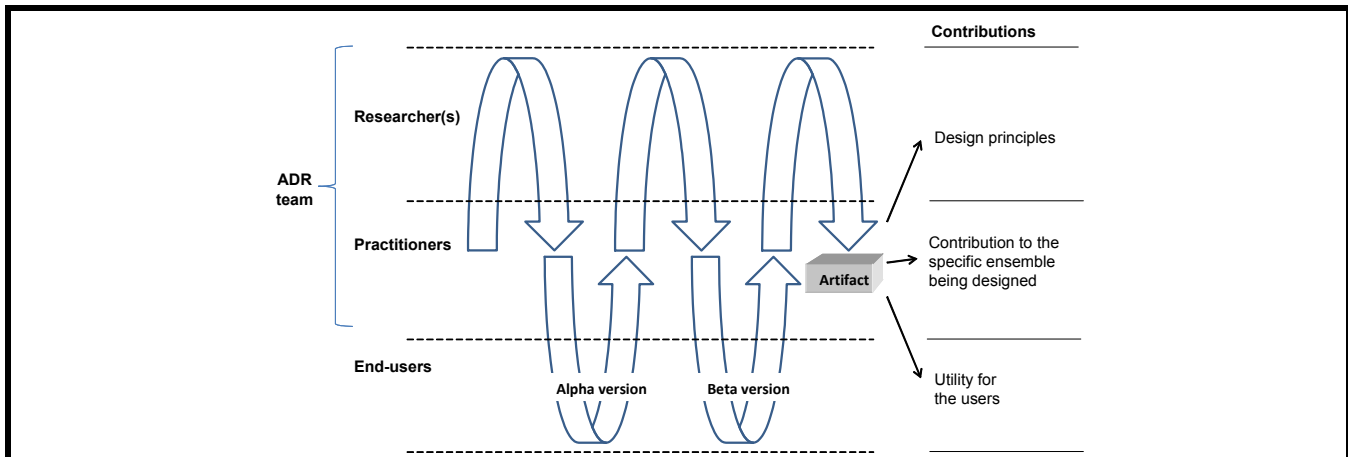 Contributions
Researcher(s)
Design principles
ADR
team
Practitioners
Contribution to the
specific ensemble
being designed
Artifact
End-users
Alpha version
Beta version
Utility for
the users